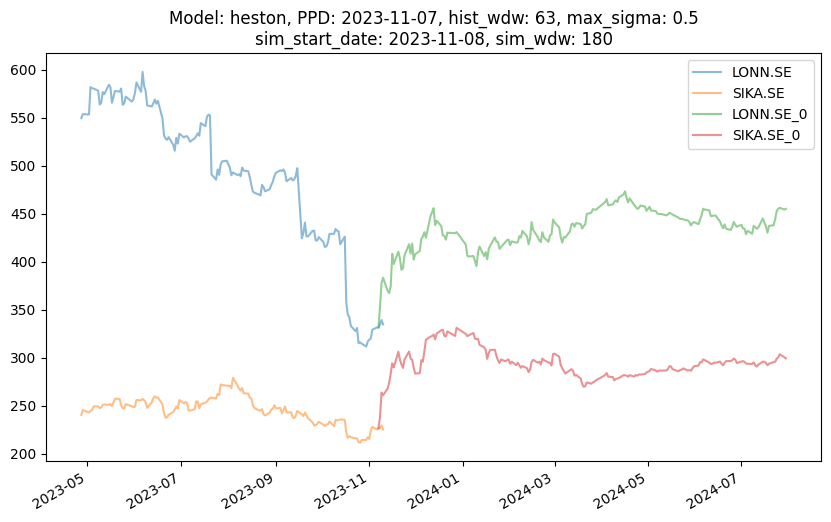 Model: heston, PPD: 2023-11-07, hist_wdw: 63, max_sigma: 0.5
sim_start_date: 2023-11-08, sim_wdw: 180
LONN.SE
SIKA.SE
LONN.SE_0
SIKA.SE_0
600
550
500
450
400
350
300
250
200
2023-05
2023-07
2023-09
2023-11
2024-01
2024-03
2024-05
2024-07